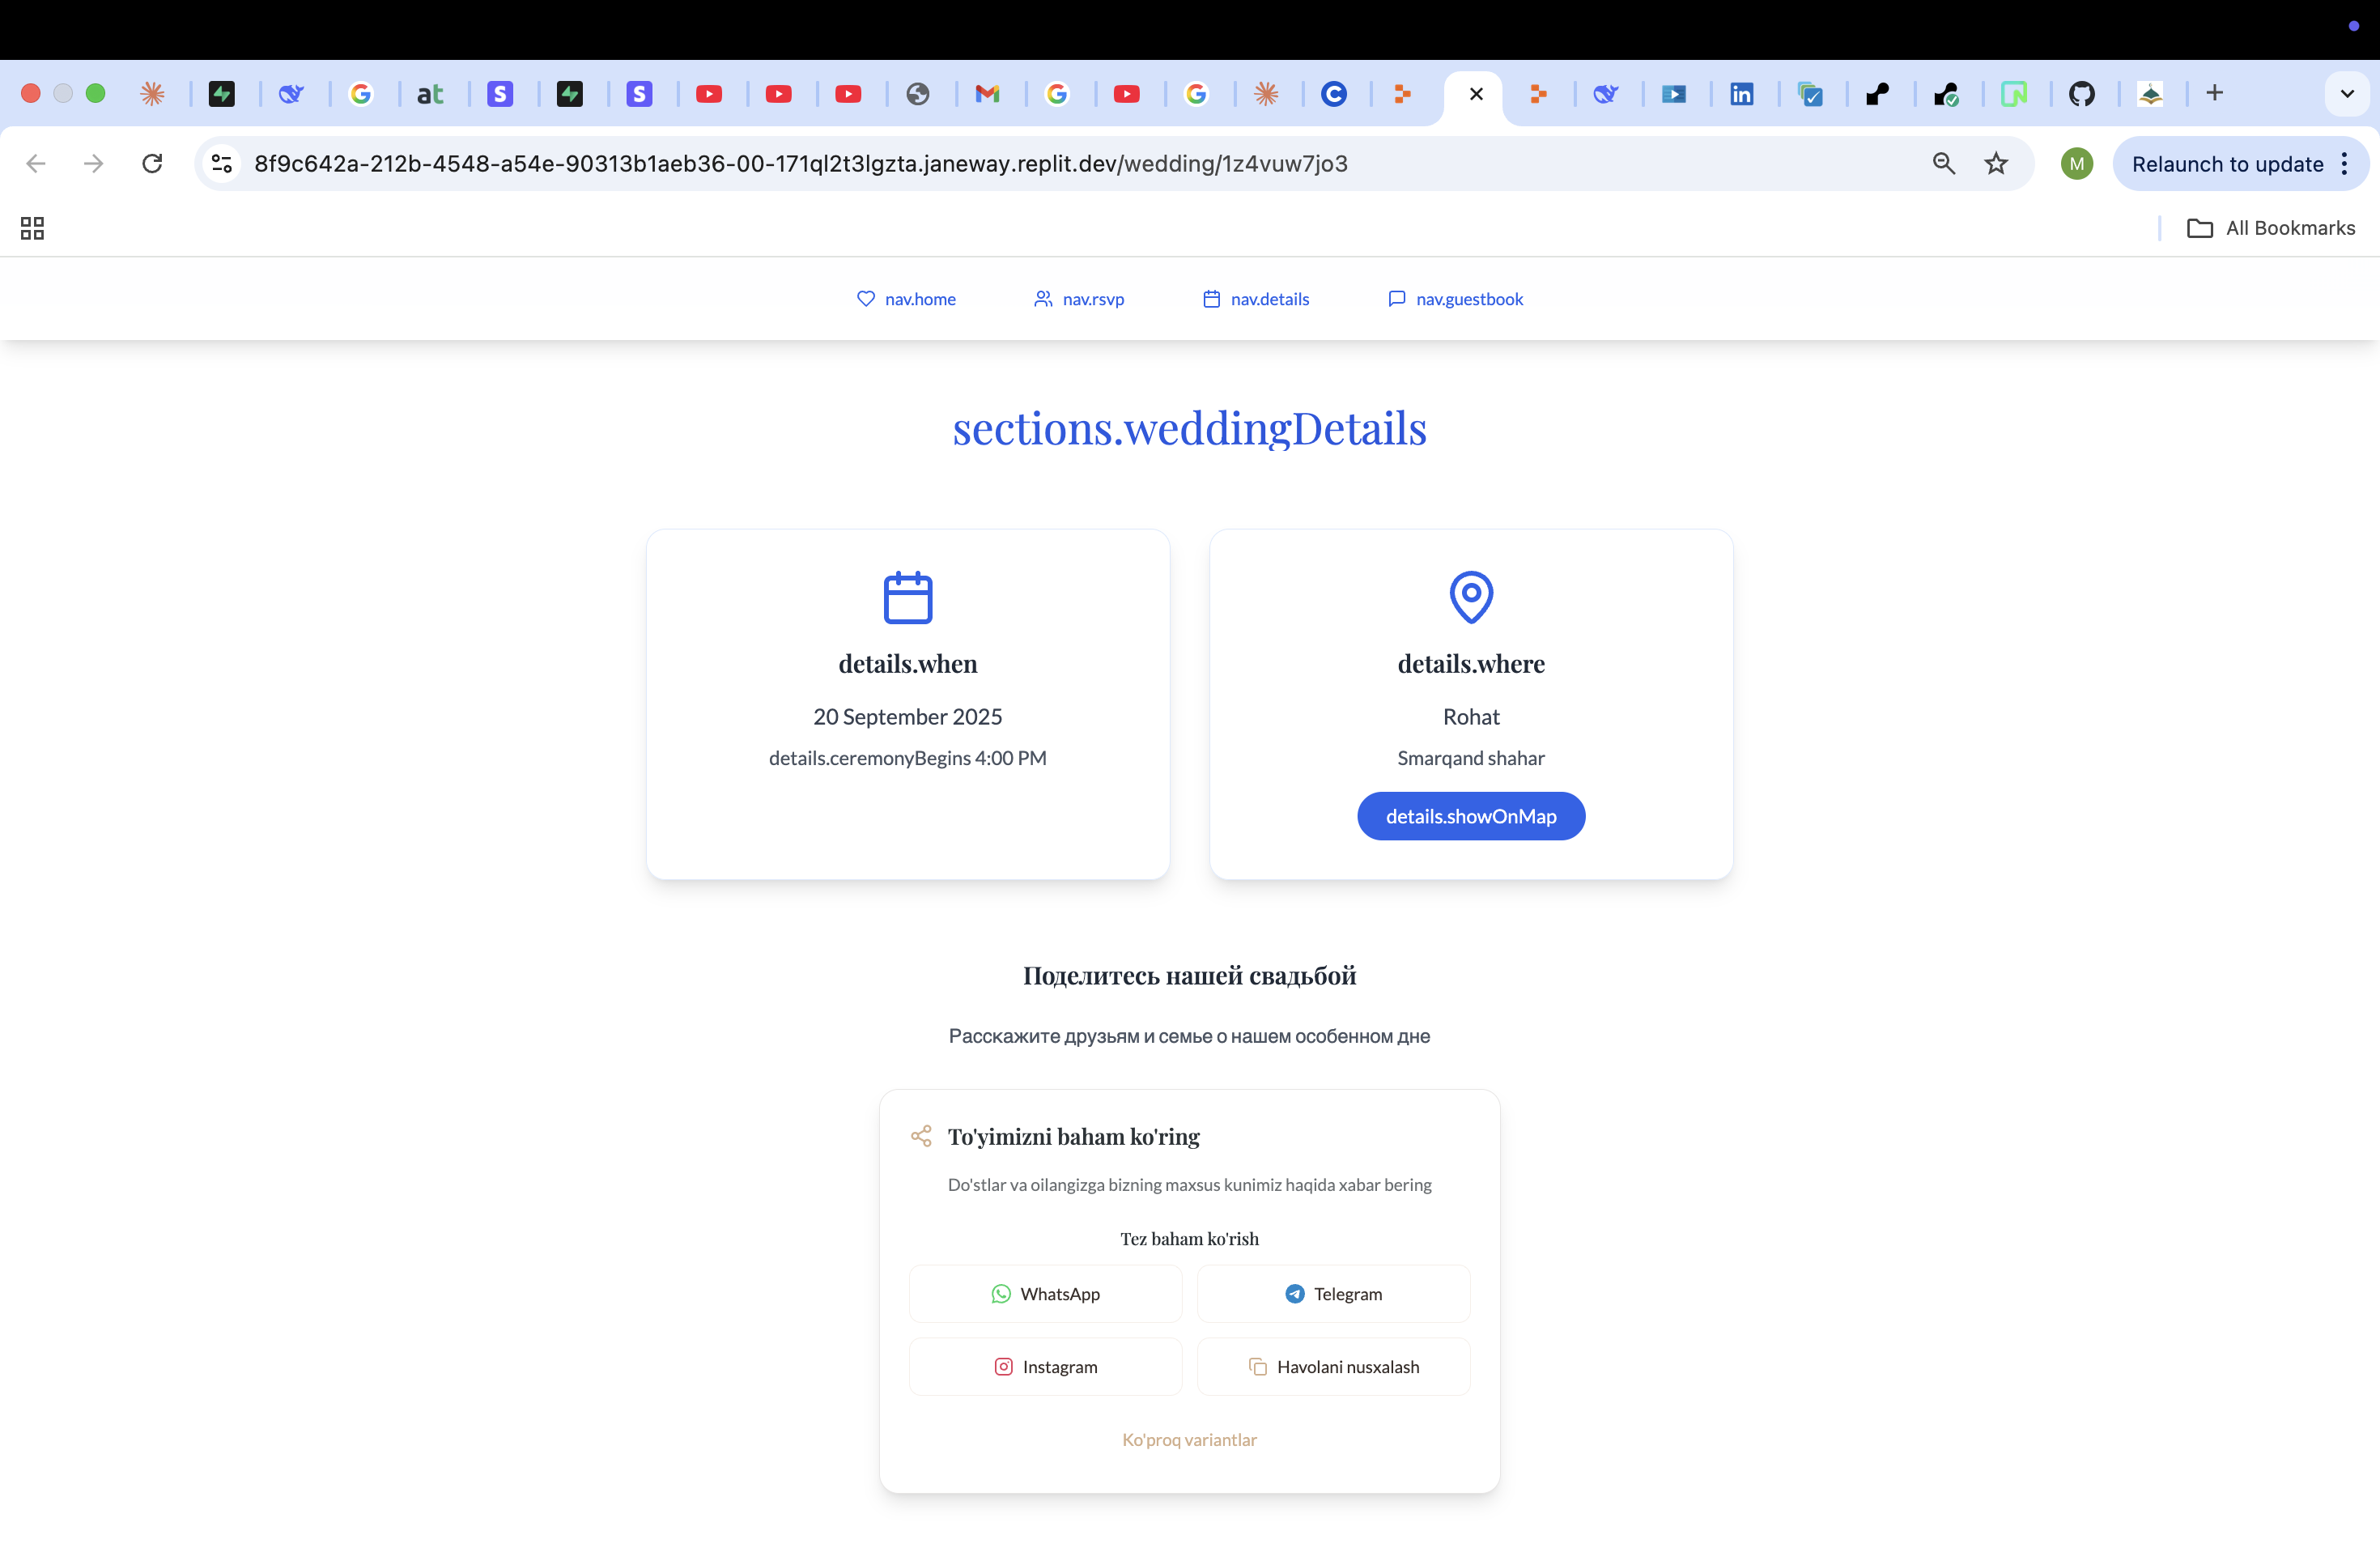 at
S
S
C
in
8f9c642a-212b-4548-a54e-90313b1aeb36-00-171ql2t3lgzta.janeway.replit.dev/wedding/1z4vuw7jo3
M
Relaunch to update
All Bookmarks
nav.home nav.rsvp nav.details nav.guestbook
sections.weddingDetails
details.when
20 September 2025
details.ceremonyBegins 4:00 PM
details.where
Rohat
Smarqand shahar
details.showOnMap
Поделитесь нашей свадьбой
Расскажите друзьям и семье о нашем особенном дне
To'yimizni baham ko'ring
Do'stlar va oilangizga bizning maxsus kunimiz haqida xabar bering
Tez baham ko'rish
WhatsApp Telegram
Instagram Havolani nusxalash
Ko'proq variantlar